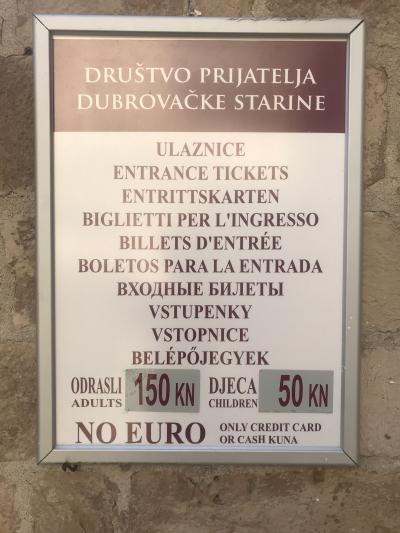 DRUŠTVO PRIJATELJA
DUBROVAČKE STARINE
ULAZNICE
ENTRANCE TICKETS
EINTRITTSKARTEN
BIGLIETTI PER L'INGRESSO
BILLETS D'ENTRÉE
BOLETOS PARA LA ENTRADA
ВХОДНЫЕ БИЛЕТЫ
VSTUPENKY
VSTOPNICE
BELÉPŐJEGYEK
ODRASLI 150 KN DJECA 50 KN
ADULTS CHILDREN
NO EURO ONLY CREDIT CARD
OR CASH KUNA